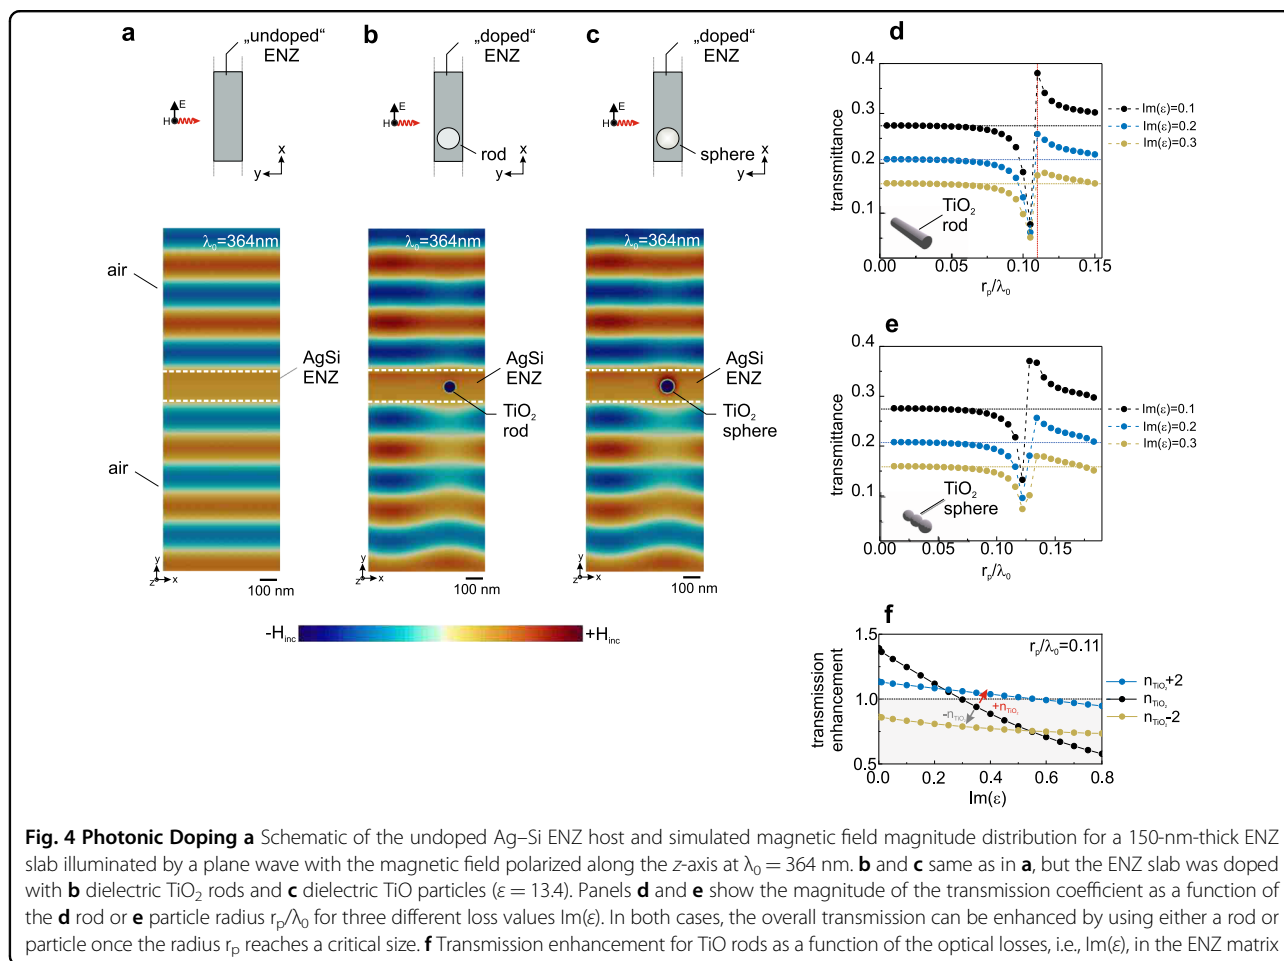 a
„undoped“
ENZ
E
H
x
y
b
„doped“
ENZ
E
H
rod
x
y
c
„doped“
ENZ
E
H
sphere
x
y
λ₀=364nm
λ₀=364nm
λ₀=364nm
air
AgSi
ENZ
AgSi
ENZ
TiO₂
rod
AgSi
ENZ
TiO₂
sphere
air
y
z
x
100 nm
y
z
x
100 nm
y
z
x
100 nm
-H_inc
+H_inc
d
0.4
0.3
0.2
0.1
transmittance
Im(ε)=0.1
Im(ε)=0.2
Im(ε)=0.3
TiO₂
rod
0.00 0.05 0.10 0.15
r_p/λ₀
e
0.4
0.3
0.2
0.1
transmittance
Im(ε)=0.1
Im(ε)=0.2
Im(ε)=0.3
TiO₂
sphere
0.00 0.05 0.10 0.15
r_p/λ₀
f
1.5
1.0
0.5
transmission
enhancement
r_p/λ₀=0.11
+n_TiO₂
-n_TiO₂
n_TiO₂+2
n_TiO₂
n_TiO₂-2
0.0 0.2 0.4 0.6 0.8
Im(ε)
Fig. 4 Photonic Doping a Schematic of the undoped Ag–Si ENZ host and simulated magnetic field magnitude distribution for a 150-nm-thick ENZ
slab illuminated by a plane wave with the magnetic field polarized along the z-axis at λ₀ = 364 nm. b and c same as in a, but the ENZ slab was doped
with b dielectric TiO₂ rods and c dielectric TiO particles (ε = 13.4). Panels d and e show the magnitude of the transmission coefficient as a function of
the d rod or e particle radius r_p/λ₀ for three different loss values Im(ε). In both cases, the overall transmission can be enhanced by using either a rod or
particle once the radius r_p reaches a critical size. f Transmission enhancement for TiO rods as a function of the optical losses, i.e., Im(ε), in the ENZ matrix